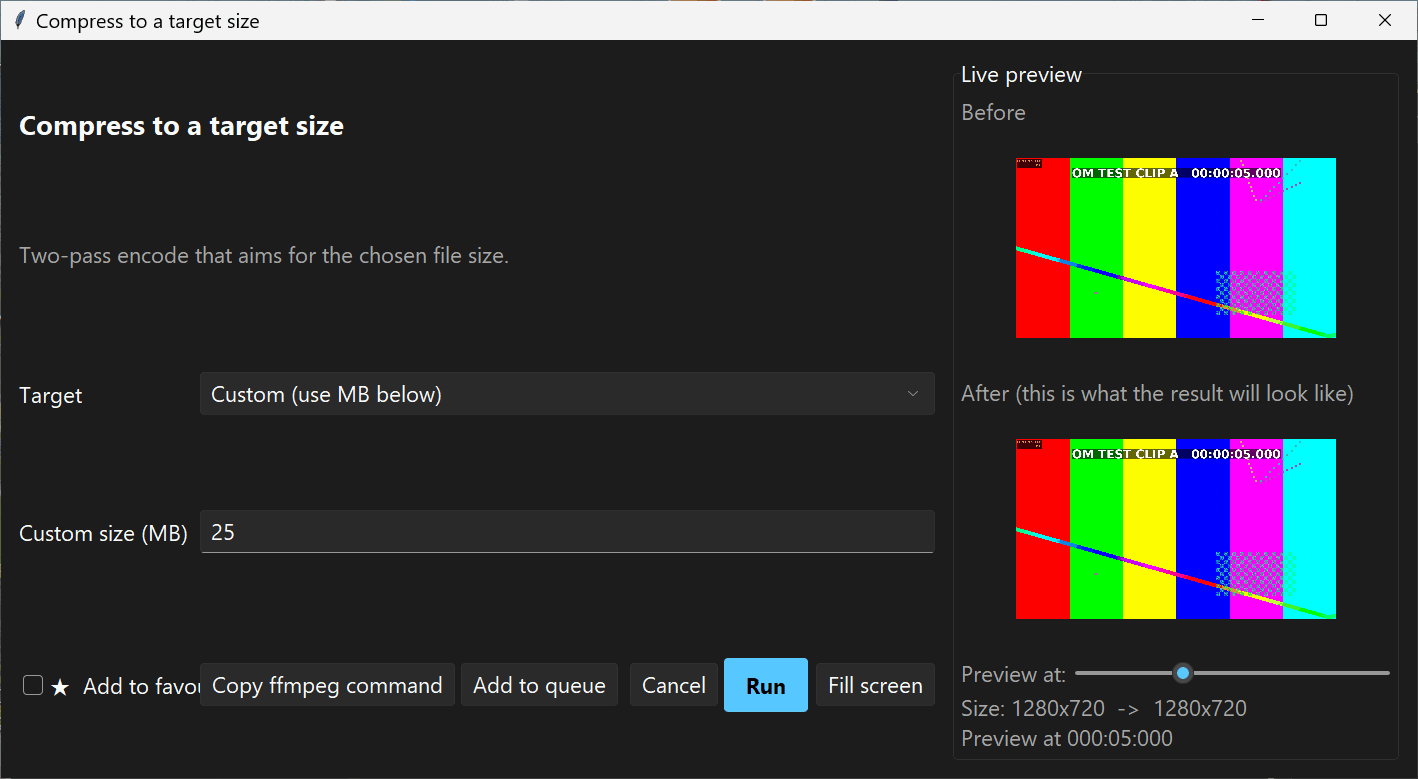 Compress to a target size
Compress to a target size
Two-pass encode that aims for the chosen file size.
Target
Custom (use MB below)
Custom size (MB)
25
★ Add to favou
Copy ffmpeg command
Add to queue
Cancel
Run
Fill screen
Live preview
Before
OM TEST CLIP A 00:00:05.000
After (this is what the result will look like)
OM TEST CLIP A 00:00:05.000
Preview at:
Size: 1280x720 -> 1280x720
Preview at 000:05:000